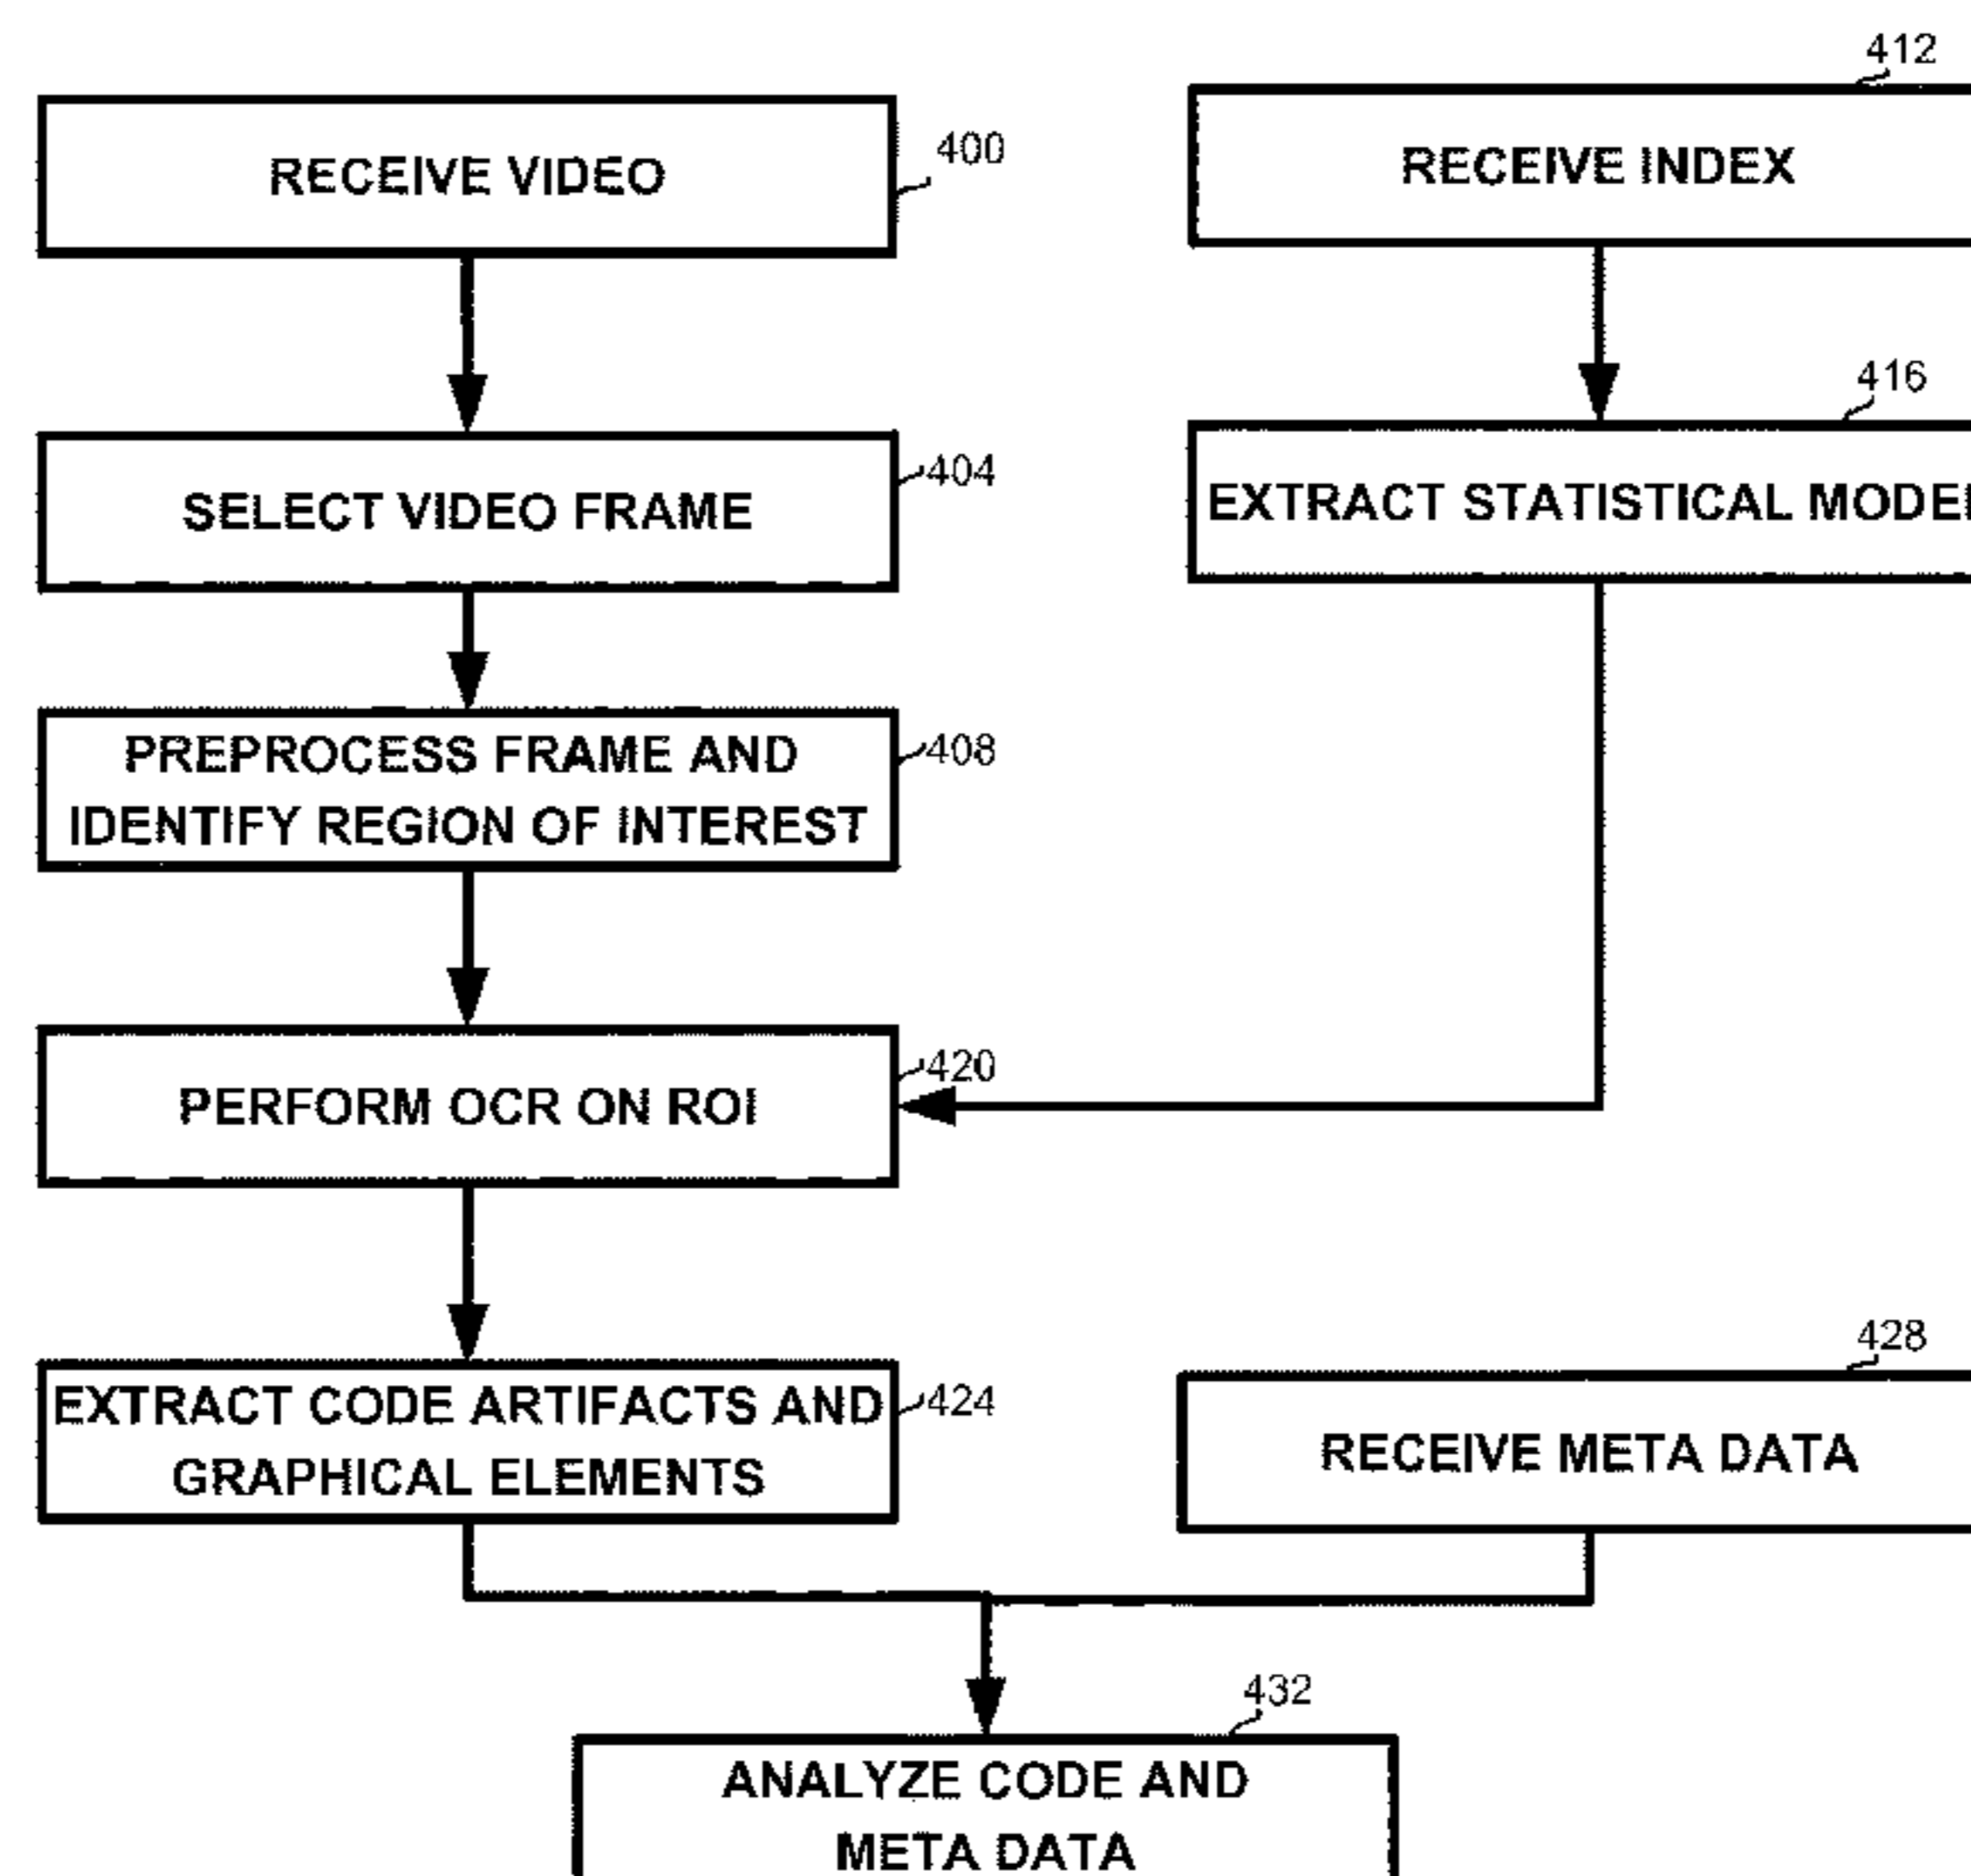 412
RECEIVE VIDEO
400
RECEIVE INDEX
416
SELECT VIDEO FRAME
404
EXTRACT STATISTICAL MODEL
PREPROCESS FRAME AND
IDENTIFY REGION OF INTEREST
408
PERFORM OCR ON ROI
420
428
EXTRACT CODE ARTIFACTS AND
GRAPHICAL ELEMENTS
424
RECEIVE META DATA
432
ANALYZE CODE AND
META DATA